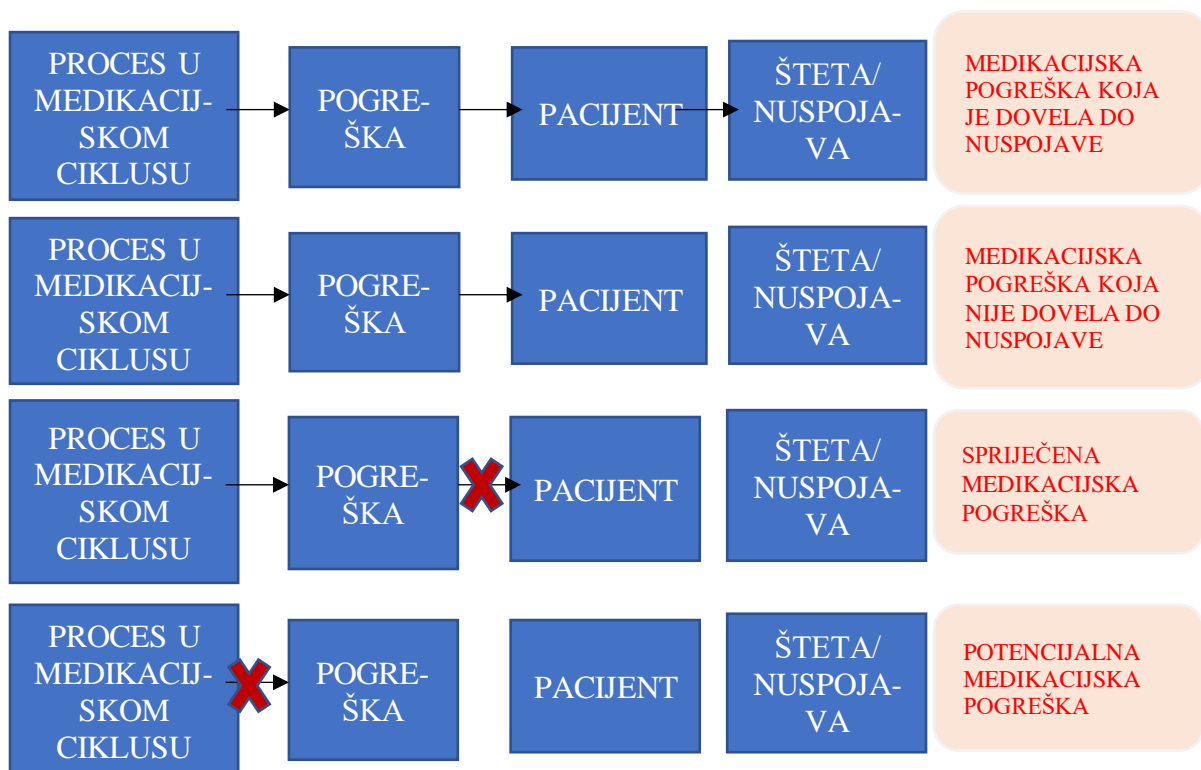 PROCES U
MEDIKACIJ-
SKOM
CIKLUSU
POGRE-
ŠKA
PACIJENT
ŠTETA/
NUSPOJA-
VA
MEDIKACIJSKA
POGREŠKA KOJA
JE DOVELA DO
NUSPOJAVE
PROCES U
MEDIKACIJ-
SKOM
CIKLUSU
POGRE-
ŠKA
PACIJENT
ŠTETA/
NUSPOJA-
VA
MEDIKACIJSKA
POGREŠKA KOJA
NIJE DOVELA DO
NUSPOJAVE
PROCES U
MEDIKACIJ-
SKOM
CIKLUSU
POGRE-
ŠKA
PACIJENT
ŠTETA/
NUSPOJA-
VA
SPRIJEČENA
MEDIKACIJSKA
POGREŠKA
PROCES U
MEDIKACIJ-
SKOM
CIKLUSU
POGRE-
ŠKA
PACIJENT
ŠTETA/
NUSPOJA-
VA
POTENCIJALNA
MEDIKACIJSKA
POGREŠKA